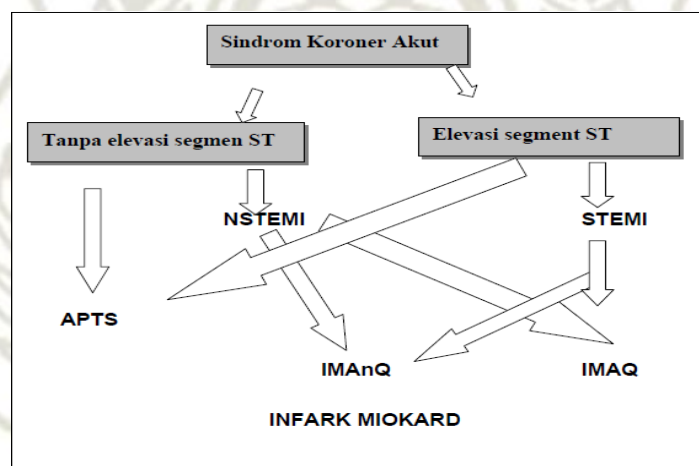 Sindrom Koroner Akut
Tanpa elevasi segmen ST
Elevasi segment ST
NSTEMI
STEMI
APTS
IMAnQ
IMAQ
INFARK MIOKARD